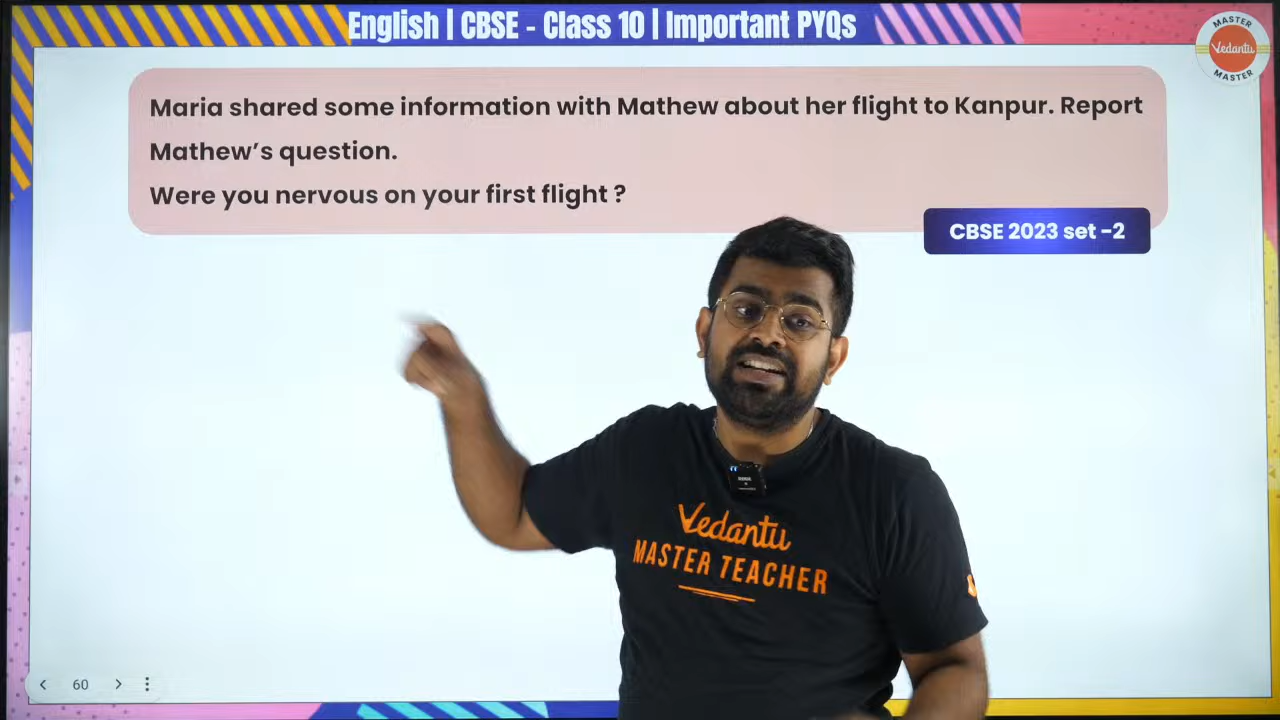 English | CBSE - Class 10 | Important PYQs
MASTER
Vedantu
MASTER
Maria shared some information with Mathew about her flight to Kanpur. Report
Mathew's question.
Were you nervous on your first flight ?
CBSE 2023 set -2
Vedantu
MASTER TEACHER
60